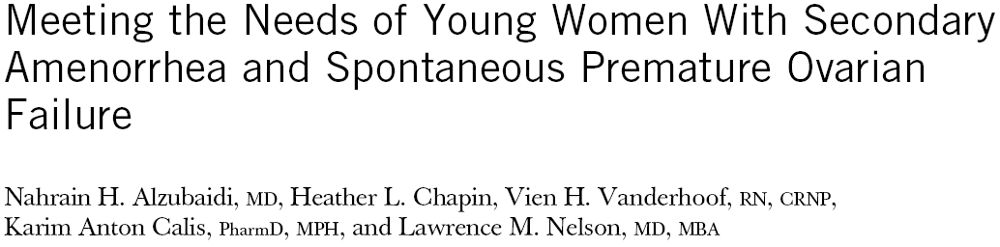 Meeting the Needs of Young Women With Secondary
Amenorrhea and Spontaneous Premature Ovarian
Failure
Nahrain H. Alzubaidi, MD, Heather L. Chapin, Vien H. Vanderhoof, RN, CRNP,
Karim Anton Calis, PharmD, MPH, and Lawrence M. Nelson, MD, MBA